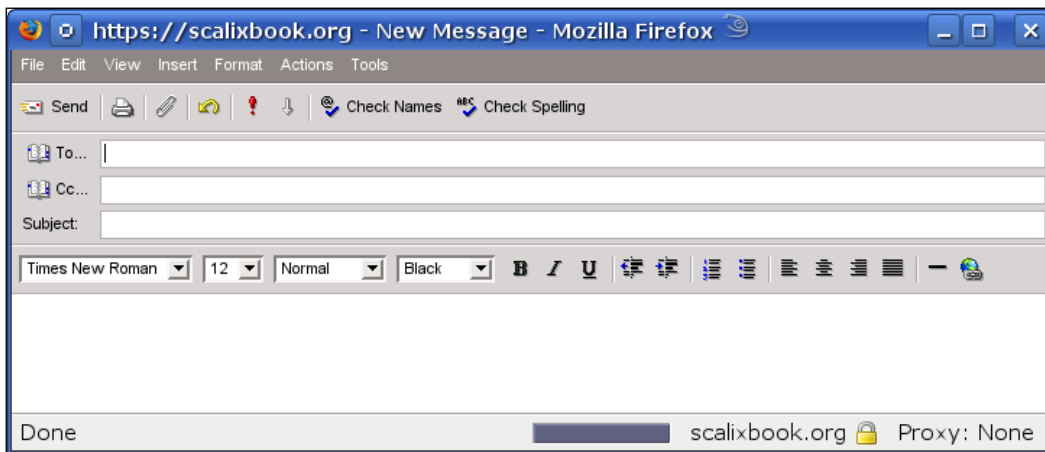 https://scalixbook.org - New Message - Mozilla Firefox
File Edit View Insert Format Actions Tools
Send Check Names ABC Check Spelling
To...
Cc...
Subject:
Times New Roman 12 Normal Black B I U
Done scalixbook.org Proxy: None